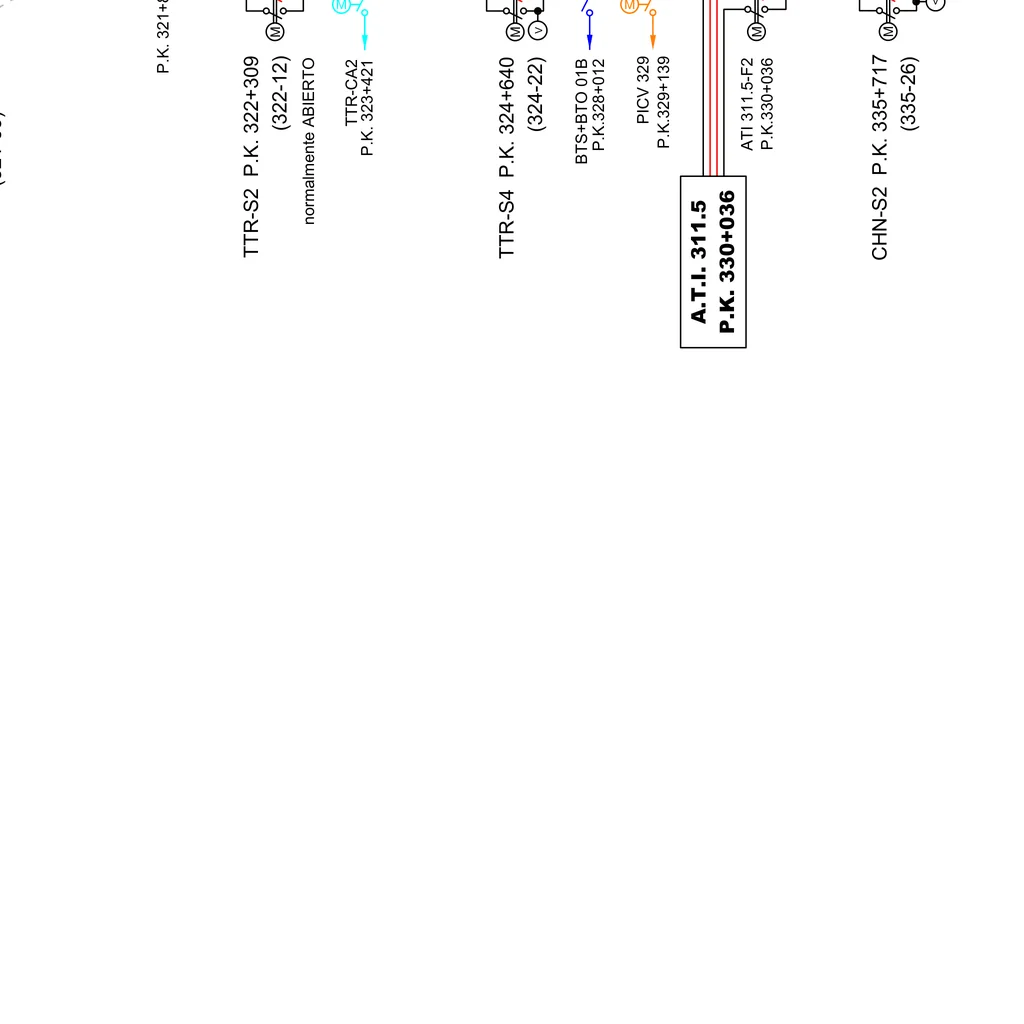 P.K. 321+8
TTR-S2 P.K. 322+309
(322-12)
normalmente ABIERTO
M
M
TTR-CA2
P.K. 323+421
TTR-S4 P.K. 324+640
(324-22)
M
V
BTS+BTO 01B
P.K.328+012
M
PICV 329
P.K.329+139
A.T.I. 311.5
P.K. 330+036
M
ATI 311.5-F2
P.K.330+036
M
CHN-S2 P.K. 335+717
(335-26)